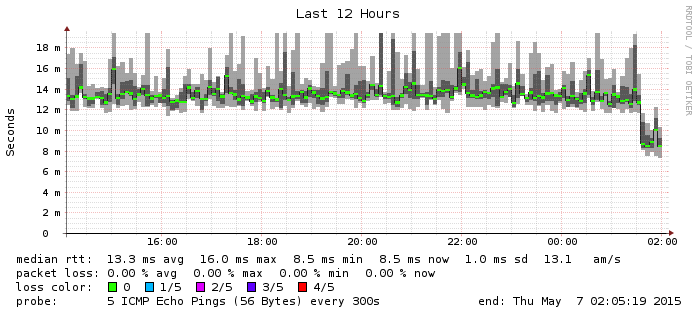 Last 12 Hours
RRDTOOL / TOBI OETIKER
Seconds
18 m
16 m
14 m
12 m
10 m
8 m
6 m
4 m
2 m
0
16:00 18:00 20:00 22:00 00:00 02:00
median rtt: 13.3 ms avg 16.0 ms max 8.5 ms min 8.5 ms now 1.0 ms sd 13.1 am/s
packet loss: 0.00 % avg 0.00 % max 0.00 % min 0.00 % now
loss color: 0 1/5 2/5 3/5 4/5
probe: 5 ICMP Echo Pings (56 Bytes) every 300s end: Thu May 7 02:05:19 2015